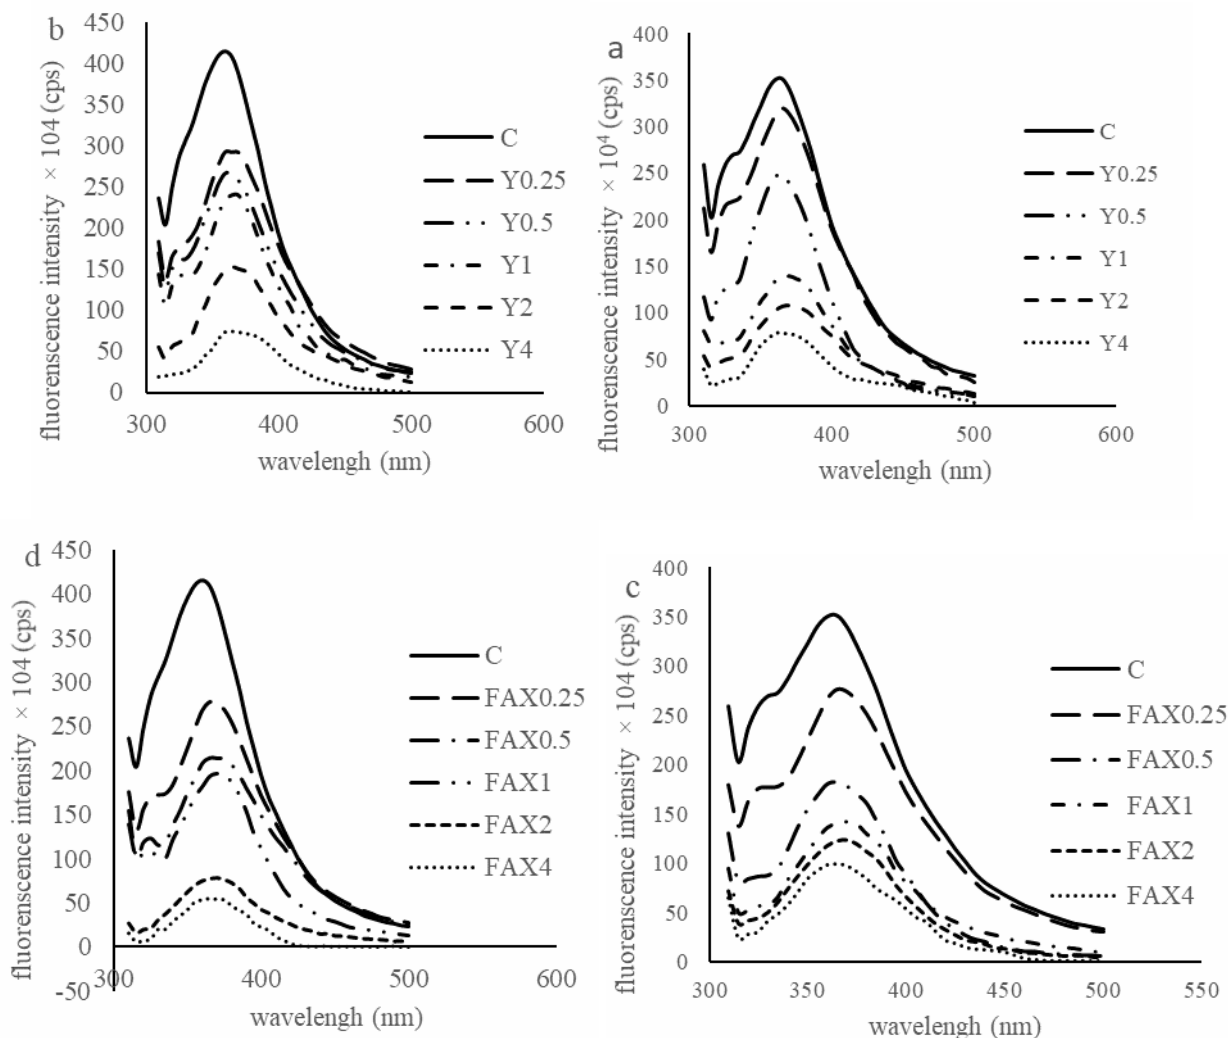 b
450
400
350
300
250
200
150
100
50
0
300
400
500
600
fluorenscence intensity × 104 (cps)
wavelengh (nm)
C
Y0.25
Y0.5
Y1
Y2
Y4
a
400
350
300
250
200
150
100
50
0
300
400
500
600
fluorenscence intensity × 10⁴ (cps)
wavelengh (nm)
C
Y0.25
Y0.5
Y1
Y2
Y4
d
450
400
350
300
250
200
150
100
50
0
-50
300
400
500
600
fluorenscence intensity × 104 (cps)
wavelengh (nm)
C
FAX0.25
FAX0.5
FAX1
FAX2
FAX4
c
400
350
300
250
200
150
100
50
0
300
350
400
450
500
550
fluorenscence intensity × 104 (cps)
wavelengh (nm)
C
FAX0.25
FAX0.5
FAX1
FAX2
FAX4